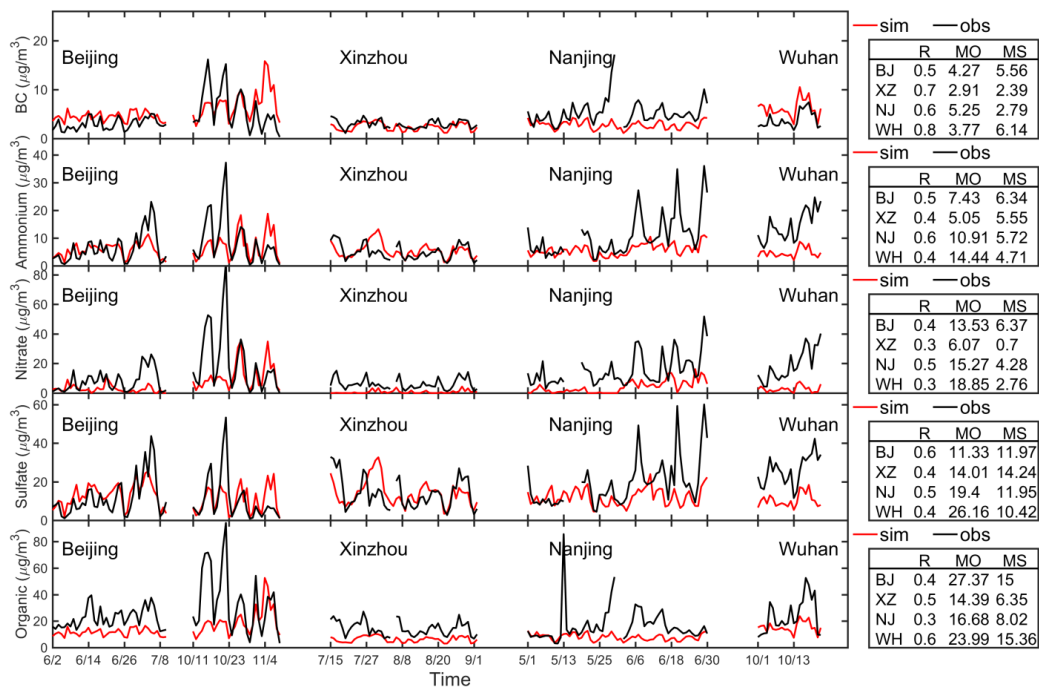 sim obs
Beijing Xinzhou Nanjing Wuhan
BC (μg/m³)
20
10
0
R MO MS
BJ 0.5 4.27 5.56
XZ 0.7 2.91 2.39
NJ 0.6 5.25 2.79
WH 0.8 3.77 6.14
sim obs
Beijing Xinzhou Nanjing Wuhan
Ammonium (μg/m³)
40
20
10
0
R MO MS
BJ 0.5 7.43 6.34
XZ 0.4 5.05 5.55
NJ 0.6 10.91 5.72
WH 0.4 14.44 4.71
sim obs
Beijing Xinzhou Nanjing Wuhan
Nitrate (μg/m³)
80
60
40
20
0
R MO MS
BJ 0.4 13.53 6.37
XZ 0.3 6.07 0.7
NJ 0.5 15.27 4.28
WH 0.3 18.85 2.76
sim obs
Beijing Xinzhou Nanjing Wuhan
Sulfate (μg/m³)
60
40
20
0
R MO MS
BJ 0.6 11.33 11.97
XZ 0.4 14.01 14.24
NJ 0.5 19.4 11.95
WH 0.4 26.16 10.42
sim obs
Beijing Xinzhou Nanjing Wuhan
Organic (μg/m³)
80
60
40
20
0
R MO MS
BJ 0.4 27.37 15
XZ 0.5 14.39 6.35
NJ 0.3 16.68 8.02
WH 0.6 23.99 15.36
6/2 6/14 6/26 7/8 10/11 10/23 11/4 7/15 7/27 8/8 8/20 9/1 5/1 5/13 5/25 6/6 6/18 6/30 10/1 10/13
Time